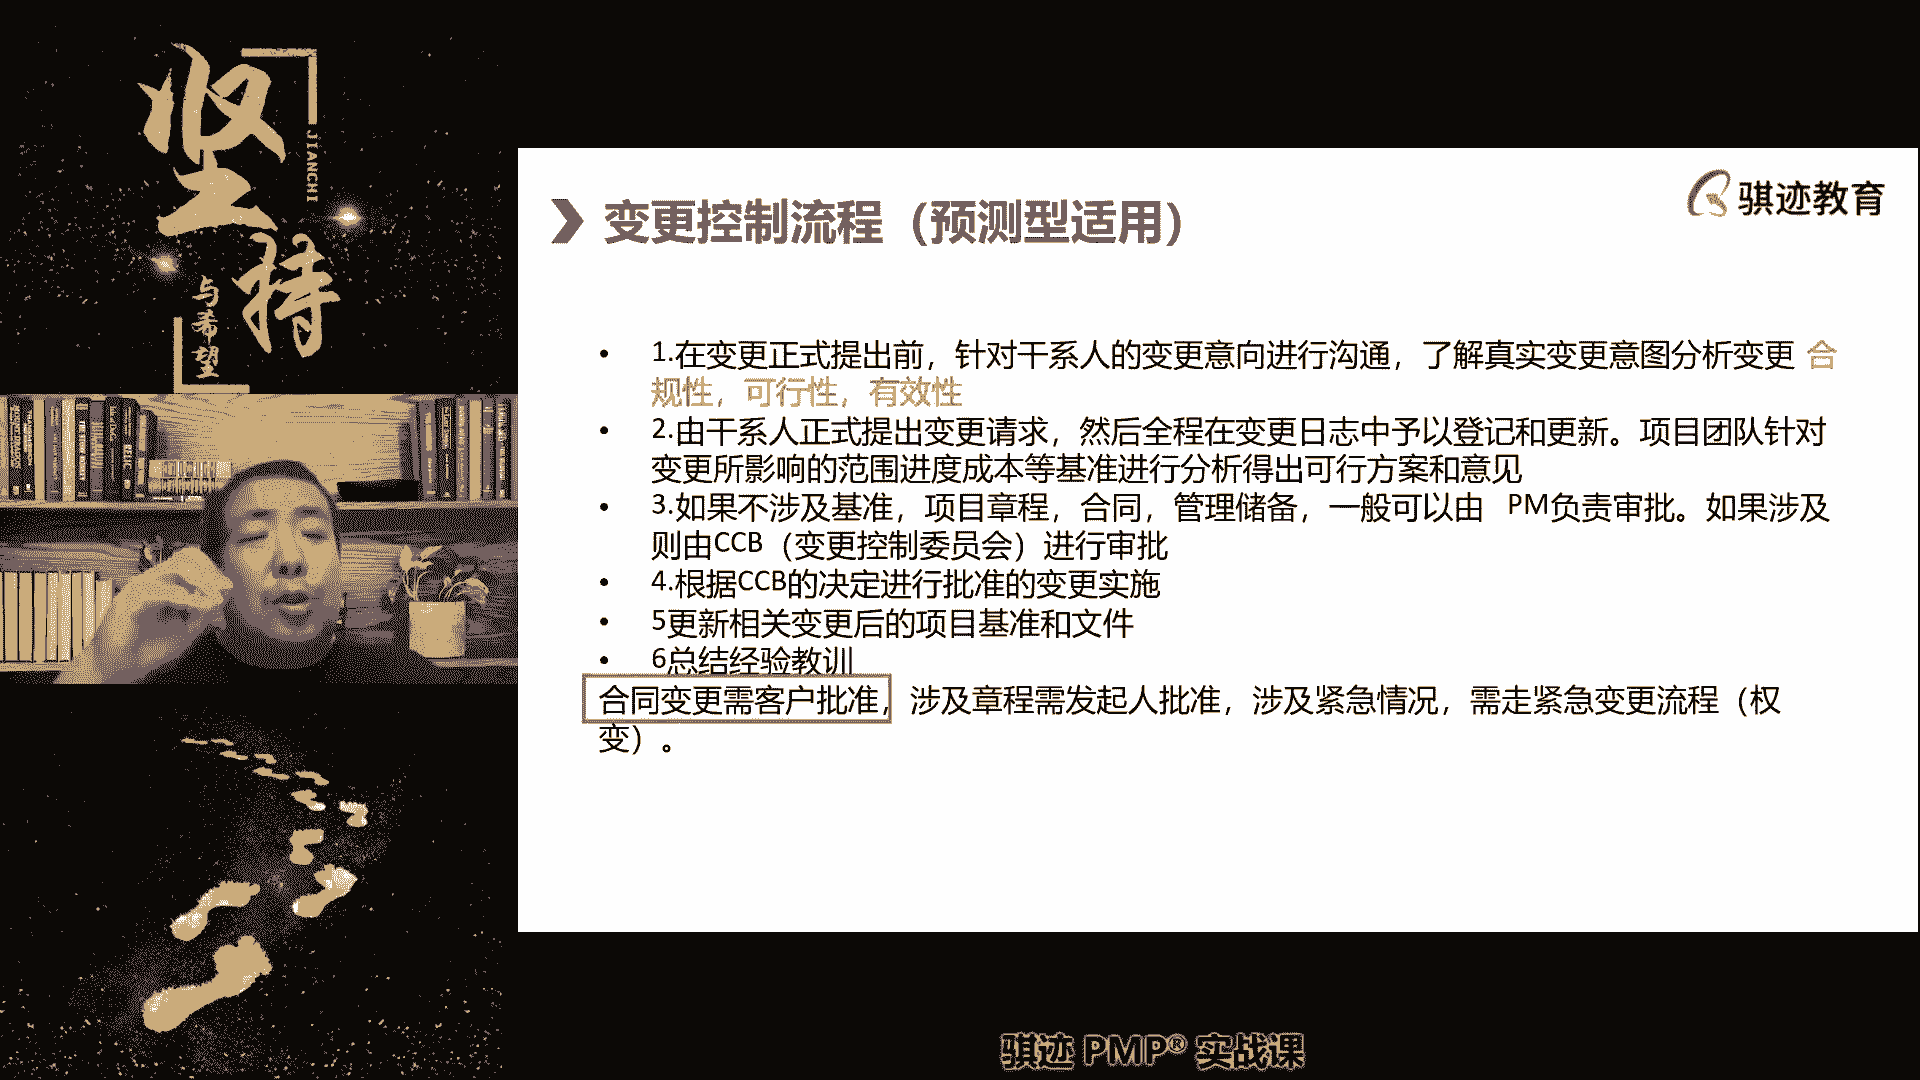 坚持
JIANCHI
与希望
骐迹教育
变更控制流程（预测型适用）
• 1.在变更正式提出前，针对干系人的变更意向进行沟通，了解真实变更意图分析变更 合
规性，可行性，有效性
• 2.由干系人正式提出变更请求，然后全程在变更日志中予以登记和更新。项目团队针对
变更所影响的范围进度成本等基准进行分析得出可行方案和意见
• 3.如果不涉及基准，项目章程，合同，管理储备，一般可以由 PM负责审批。如果涉及
则由CCB（变更控制委员会）进行审批
• 4.根据CCB的决定进行批准的变更实施
• 5更新相关变更后的项目基准和文件
• 6总结经验教训
合同变更需客户批准，涉及章程需发起人批准，涉及紧急情况，需走紧急变更流程（权
变）。
骐迹 PMP® 实战课